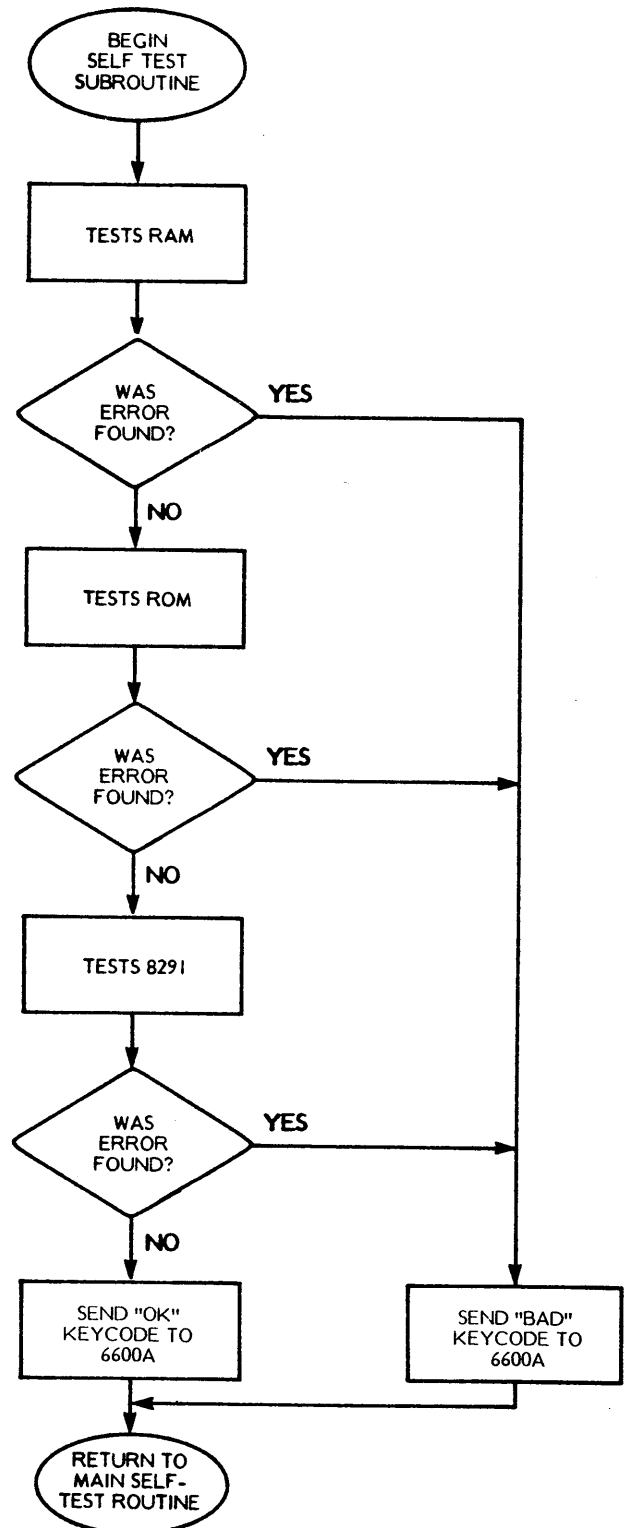 BEGIN
SELF TEST
SUBROUTINE
TESTS RAM
WAS
ERROR
FOUND?
YES
NO
TESTS ROM
WAS
ERROR
FOUND?
YES
NO
TESTS 8291
WAS
ERROR
FOUND?
YES
NO
SEND "OK"
KEYCODE TO
6600A
SEND "BAD"
KEYCODE TO
6600A
RETURN TO
MAIN SELF-
TEST ROUTINE